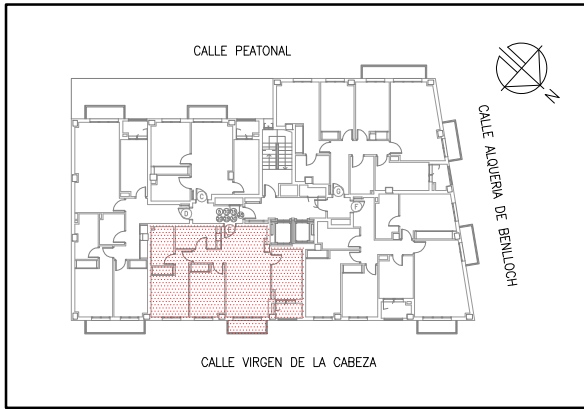 CALLE PEATONAL
N
CALLE ALQUERIA DE BENLLOCH
C
D
G
F
E
CALLE VIRGEN DE LA CABEZA